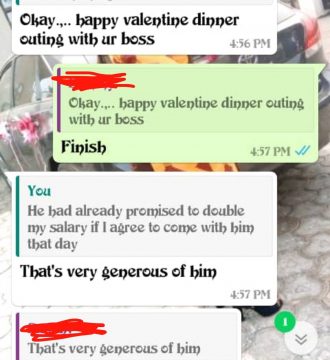 Okay.,.. happy valentine dinner
outing with ur boss
4:56 PM
Okay.,.. happy valentine dinner outing
with ur boss
Finish
4:57 PM
You
He had already promised to double
my salary if I agree to come with him
that day
That's very generous of him
4:57 PM
1
That's very generous of him